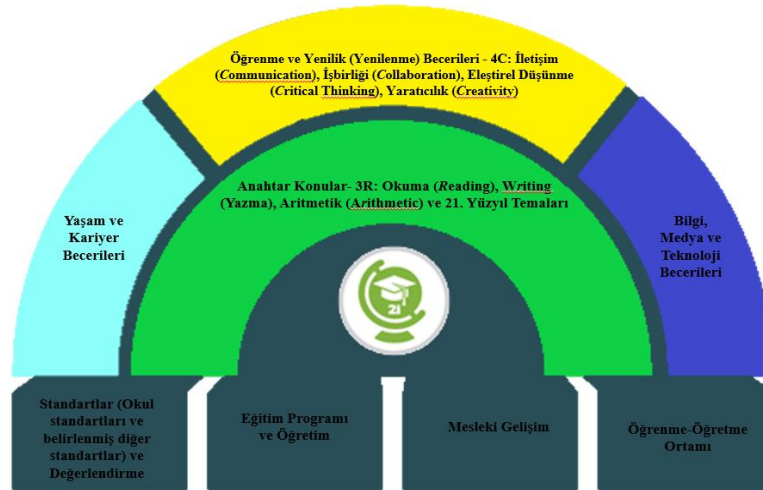 Öğrenme ve Yenilik (Yenilenme) Becerileri - 4C: İletişim
(Communication), İşbirliği (Collaboration), Eleştirel Düşünme
(Critical Thinking), Yaratıcılık (Creativity)
Anahtar Konular- 3R: Okuma (Reading), Writing
(Yazma), Aritmetik (Arithmetic) ve 21. Yüzyıl Temaları
Yaşam ve
Kariyer
Becerileri
Bilgi,
Medya ve
Teknoloji
Becerileri
21
Standartlar (Okul
standartları ve
belirlenmiş diğer
standartlar) ve
Değerlendirme
Eğitim Programı
ve Öğretim
Mesleki Gelişim
Öğrenme-Öğretme
Ortamı